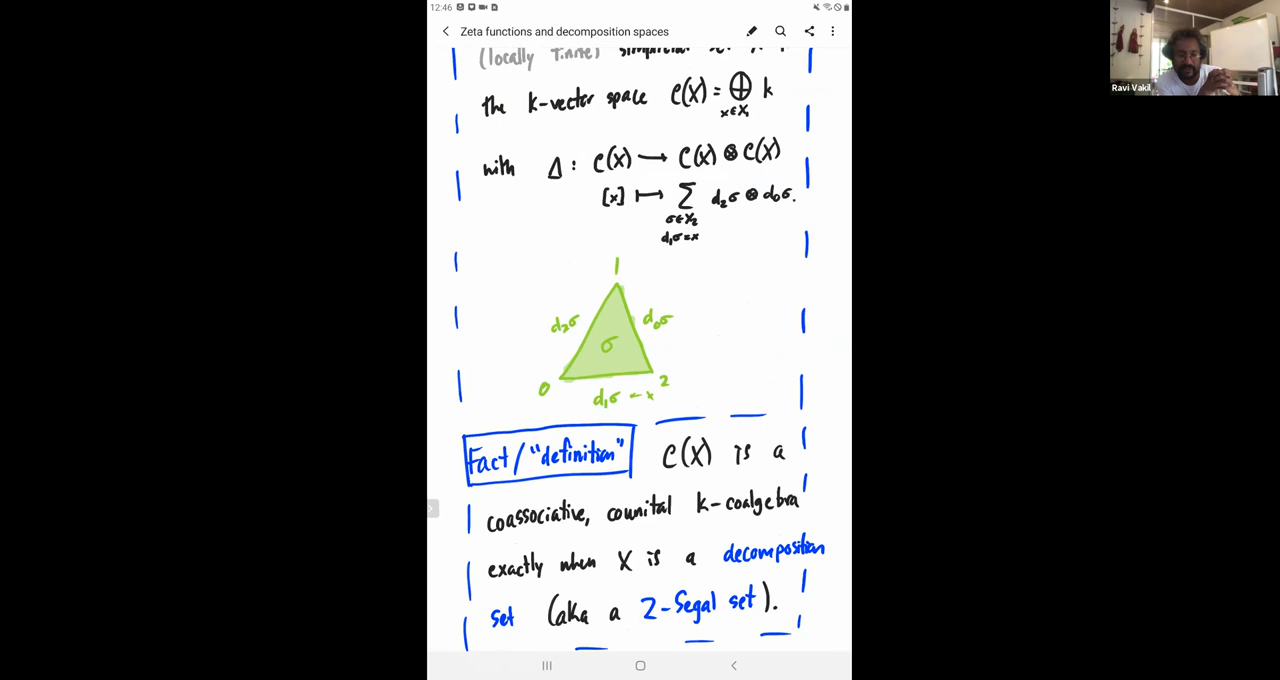 12:46
Zeta functions and decomposition spaces
Ravi Vakil
(locally finite)
the k-vector space C(X) = ⊕ k
x∈X₁
with Δ : C(X) → C(X) ⊗ C(X)
[x] ↦ Σ d₂σ ⊗ d₀σ.
σ∈X₂
d₁σ=x
1
d₂σ d₀σ
σ
0 2
d₁σ ← x
Fact/"definition" C(X) is a
coassociative, counital k-coalgebra
exactly when X is a decomposition
set (aka a 2-Segal set).